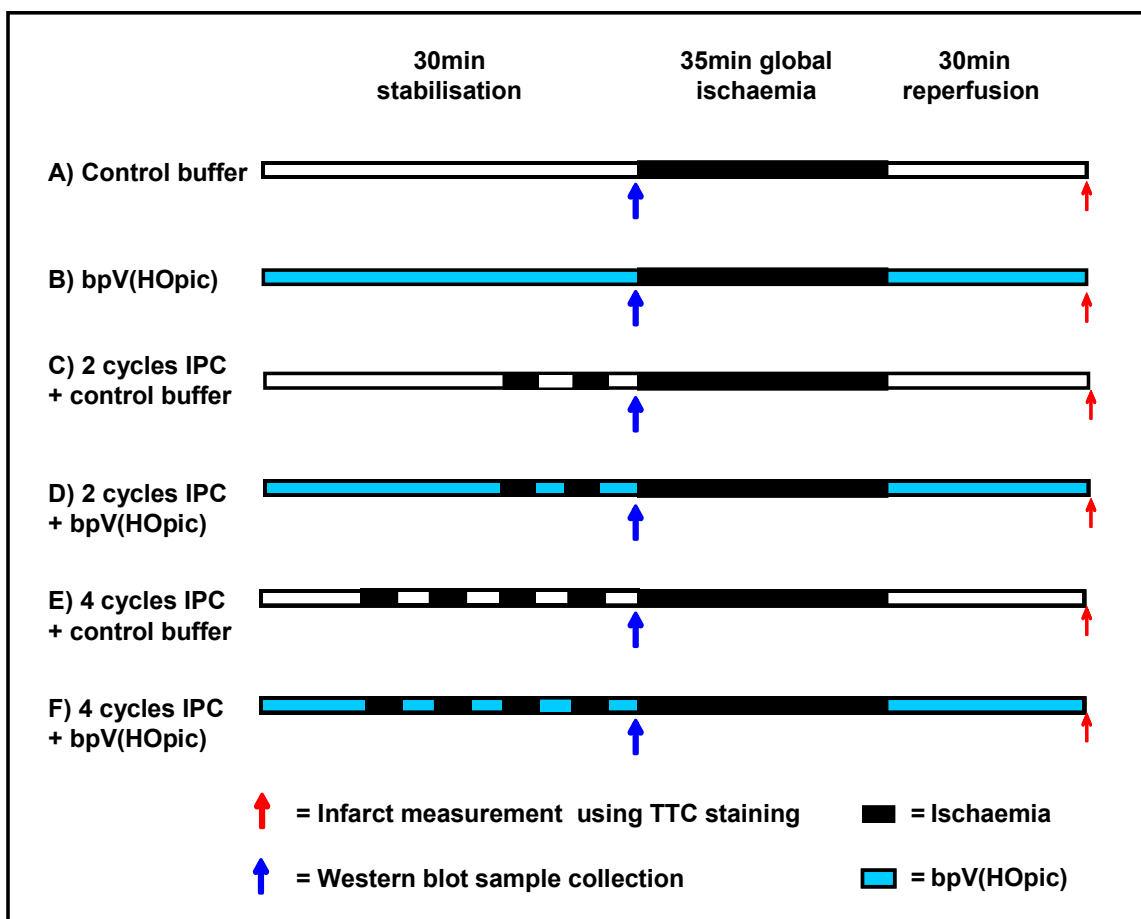 30min
stabilisation
35min global
ischaemia
30min
reperfusion
A) Control buffer
B) bpV(HOpic)
C) 2 cycles IPC
+ control buffer
D) 2 cycles IPC
+ bpV(HOpic)
E) 4 cycles IPC
+ control buffer
F) 4 cycles IPC
+ bpV(HOpic)
= Infarct measurement using TTC staining
= Ischaemia
= Western blot sample collection
= bpV(HOpic)